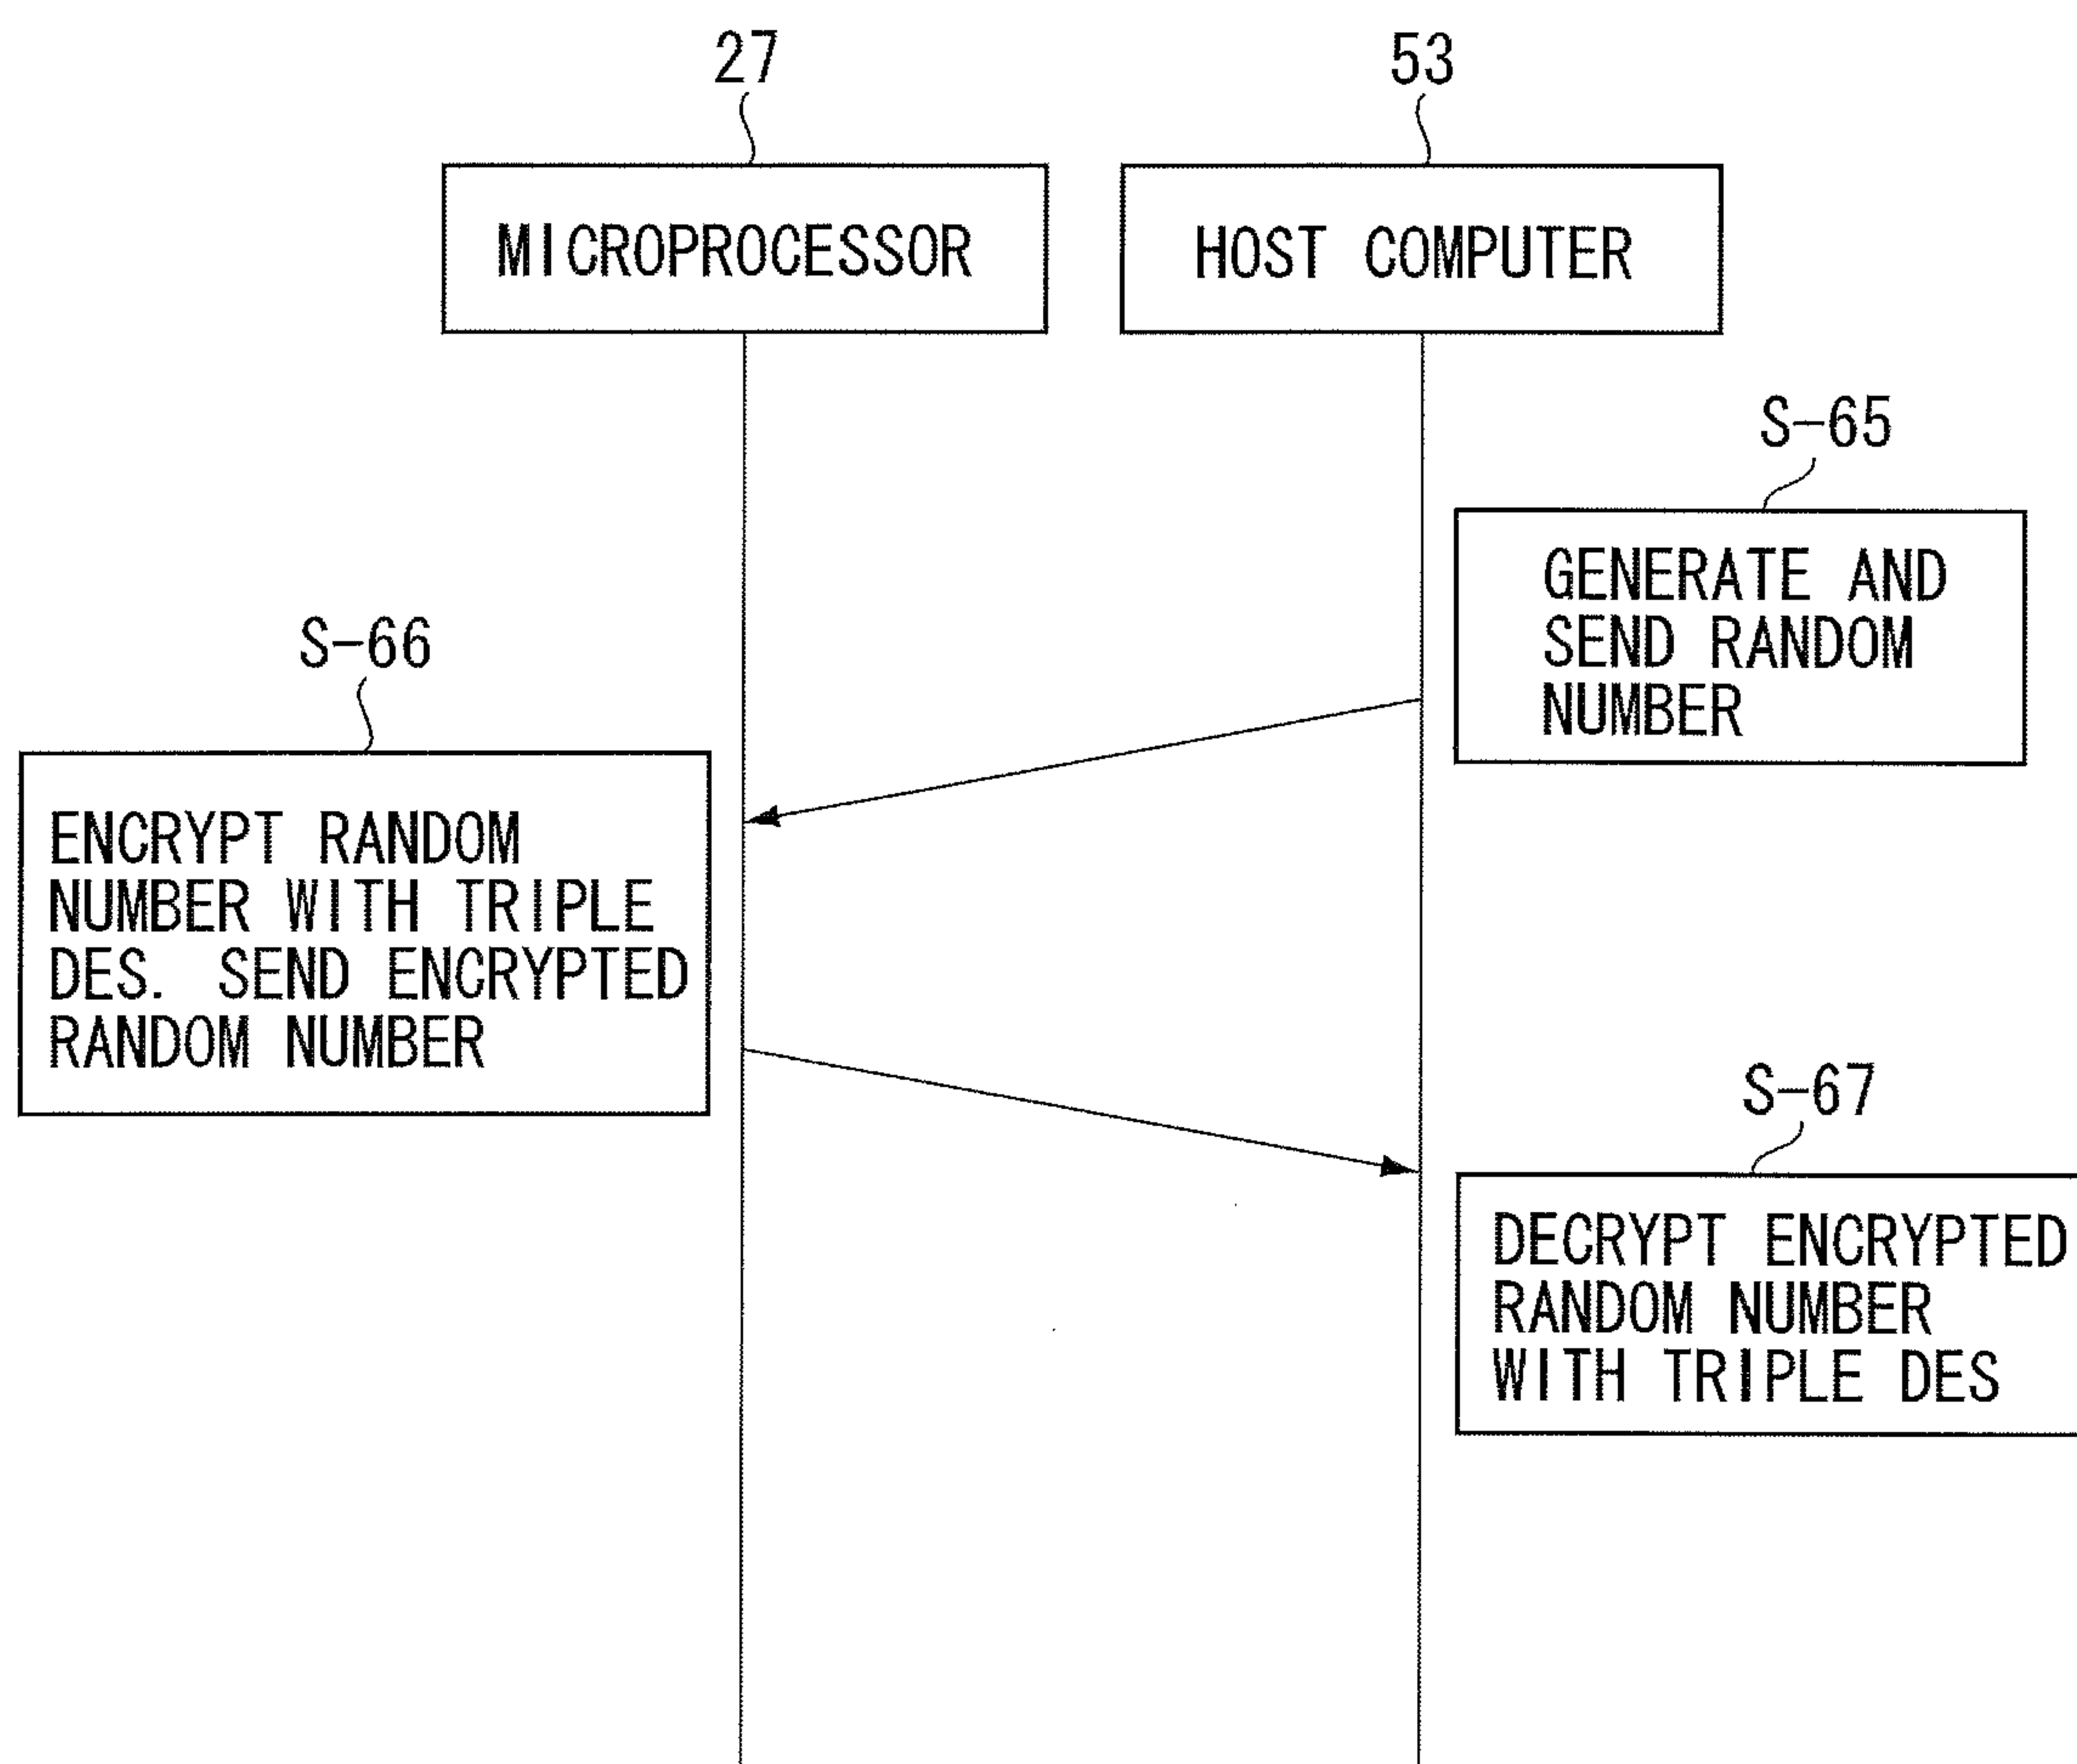 27
53
MICROPROCESSOR
HOST COMPUTER
S-65
GENERATE AND
SEND RANDOM
NUMBER
S-66
ENCRYPT RANDOM
NUMBER WITH TRIPLE
DES. SEND ENCRYPTED
RANDOM NUMBER
S-67
DECRYPT ENCRYPTED
RANDOM NUMBER
WITH TRIPLE DES